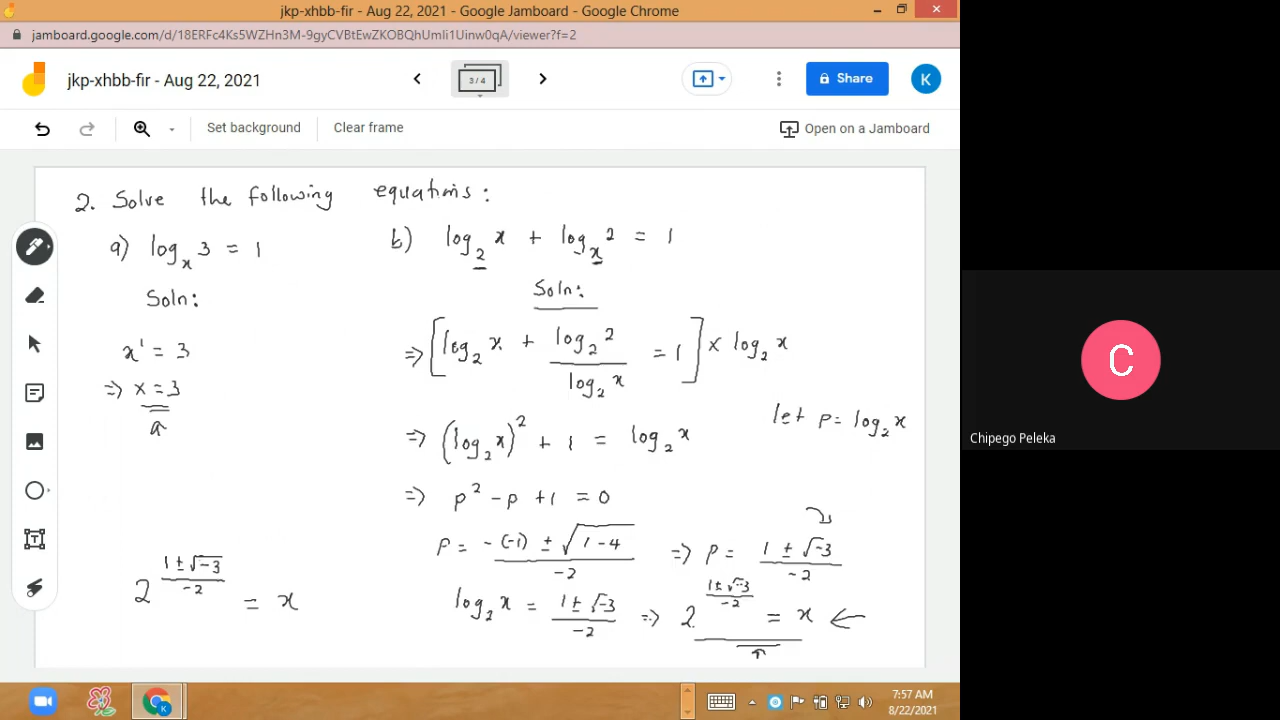 jkp-xhbb-fir - Aug 22, 2021 - Google Jamboard - Google Chrome
jamboard.google.com/d/18ERFc4Ks5WZHn3M-9gyCVBtEwZKOBQhUmli1Uinw0qA/viewer?f=2
jkp-xhbb-fir - Aug 22, 2021
3 / 4
Share
K
Set background
Clear frame
Open on a Jamboard
2. Solve the following equations:
a) log_x 3 = 1
Soln:
x^1 = 3
=> x = 3
2^((1 ± √-3)/-2) = x
b) log_2 x + log_x 2 = 1
Soln:
=> [log_2 x + (log_2 2)/(log_2 x) = 1] × log_2 x
let p = log_2 x
=> (log_2 x)^2 + 1 = log_2 x
=> p^2 - p + 1 = 0
p = (-(-1) ± √(1-4))/-2 => p = (1 ± √-3)/-2
log_2 x = (1 ± √-3)/-2 => 2^((1 ± √-3)/-2) = x ←
C
Chipego Peleka
K
7:57 AM
8/22/2021